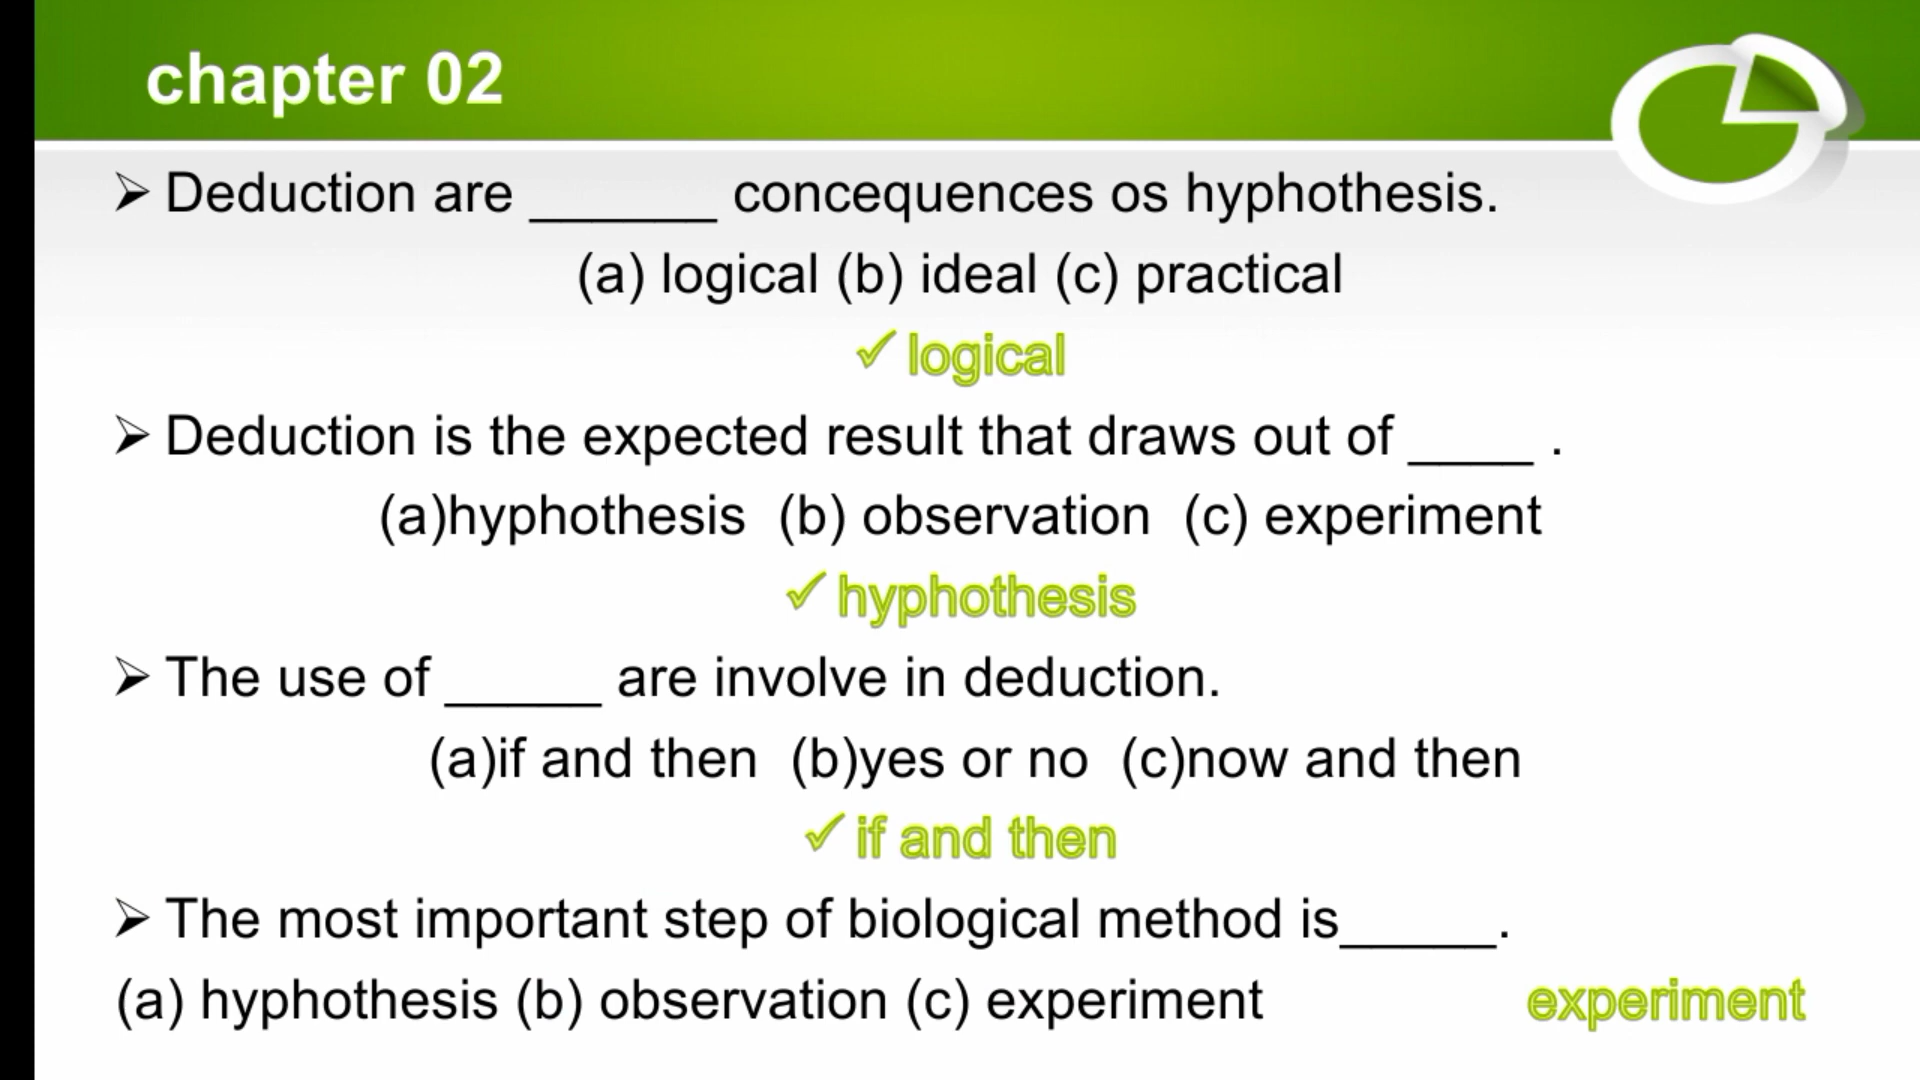 chapter 02
➢ Deduction are ______ concequences os hyphothesis.
(a) logical (b) ideal (c) practical
✓ logical
➢ Deduction is the expected result that draws out of ____ .
(a)hyphothesis (b) observation (c) experiment
✓ hyphothesis
➢ The use of _____ are involve in deduction.
(a)if and then (b)yes or no (c)now and then
✓ if and then
➢ The most important step of biological method is_____.
(a) hyphothesis (b) observation (c) experiment experiment